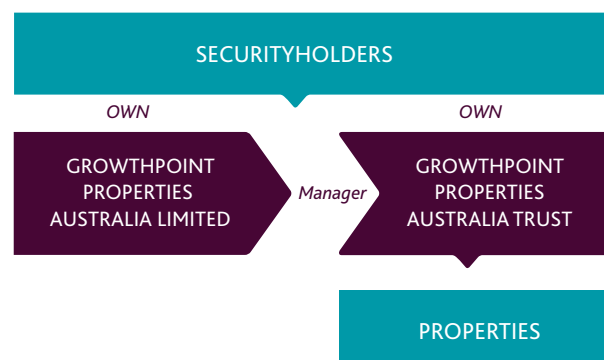 SECURITYHOLDERS
OWN
OWN
GROWTHPOINT
PROPERTIES
AUSTRALIA LIMITED
Manager
GROWTHPOINT
PROPERTIES
AUSTRALIA TRUST
PROPERTIES